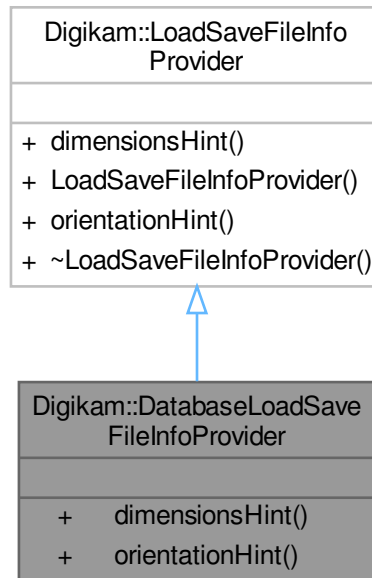 Digikam::LoadSaveFileInfo
Provider
+ dimensionsHint()
+ LoadSaveFileInfoProvider()
+ orientationHint()
+ ~LoadSaveFileInfoProvider()
Digikam::DatabaseLoadSave
FileInfoProvider
+ dimensionsHint()
+ orientationHint()